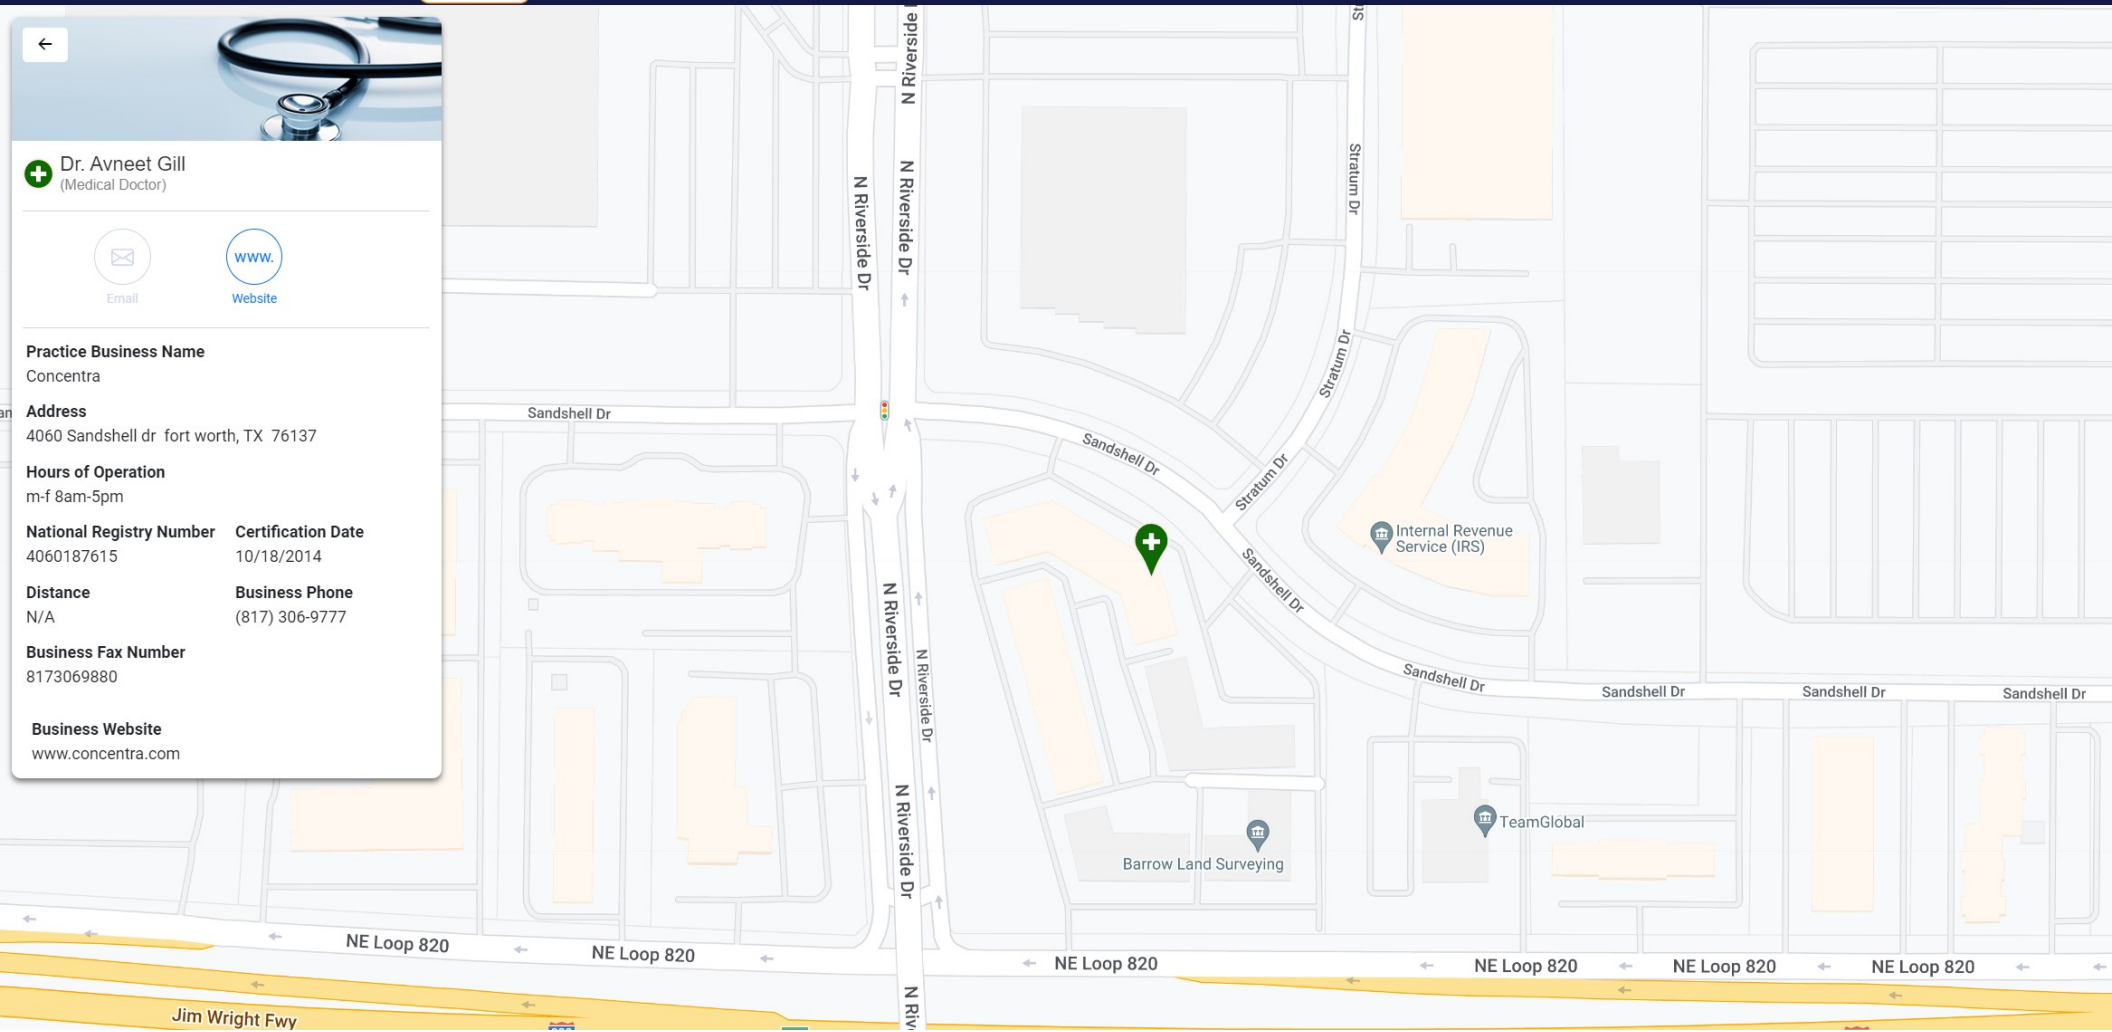 Dr. Avneet Gill
(Medical Doctor)
www.
Email
Website
Practice Business Name
Concentra
Address
4060 Sandshell dr  fort worth, TX  76137
Hours of Operation
m-f 8am-5pm
National Registry Number
Certification Date
4060187615
10/18/2014
Distance
Business Phone
N/A
(817) 306-9777
Business Fax Number
8173069880
Business Website
www.concentra.com
N Riverside
N Riverside Dr
N Riverside Dr
Stratum Dr
Stratum Dr
Stratum Dr
Sandshell Dr
Sandshell Dr
Sandshell Dr
Sandshell Dr
Sandshell Dr
Sandshell Dr
Sandshell Dr
Internal Revenue
Service (IRS)
N Riverside Dr
N Riverside Dr
N Riverside Dr
TeamGlobal
Barrow Land Surveying
NE Loop 820
NE Loop 820
NE Loop 820
NE Loop 820
NE Loop 820
NE Loop 820
Jim Wright Fwy
N Riv